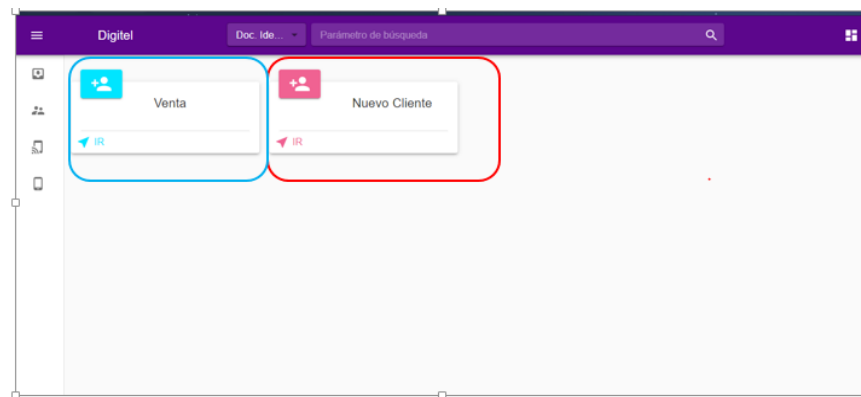 Digitel
Doc. Ide...
Parámetro de búsqueda
Venta
Nuevo Cliente
IR
IR